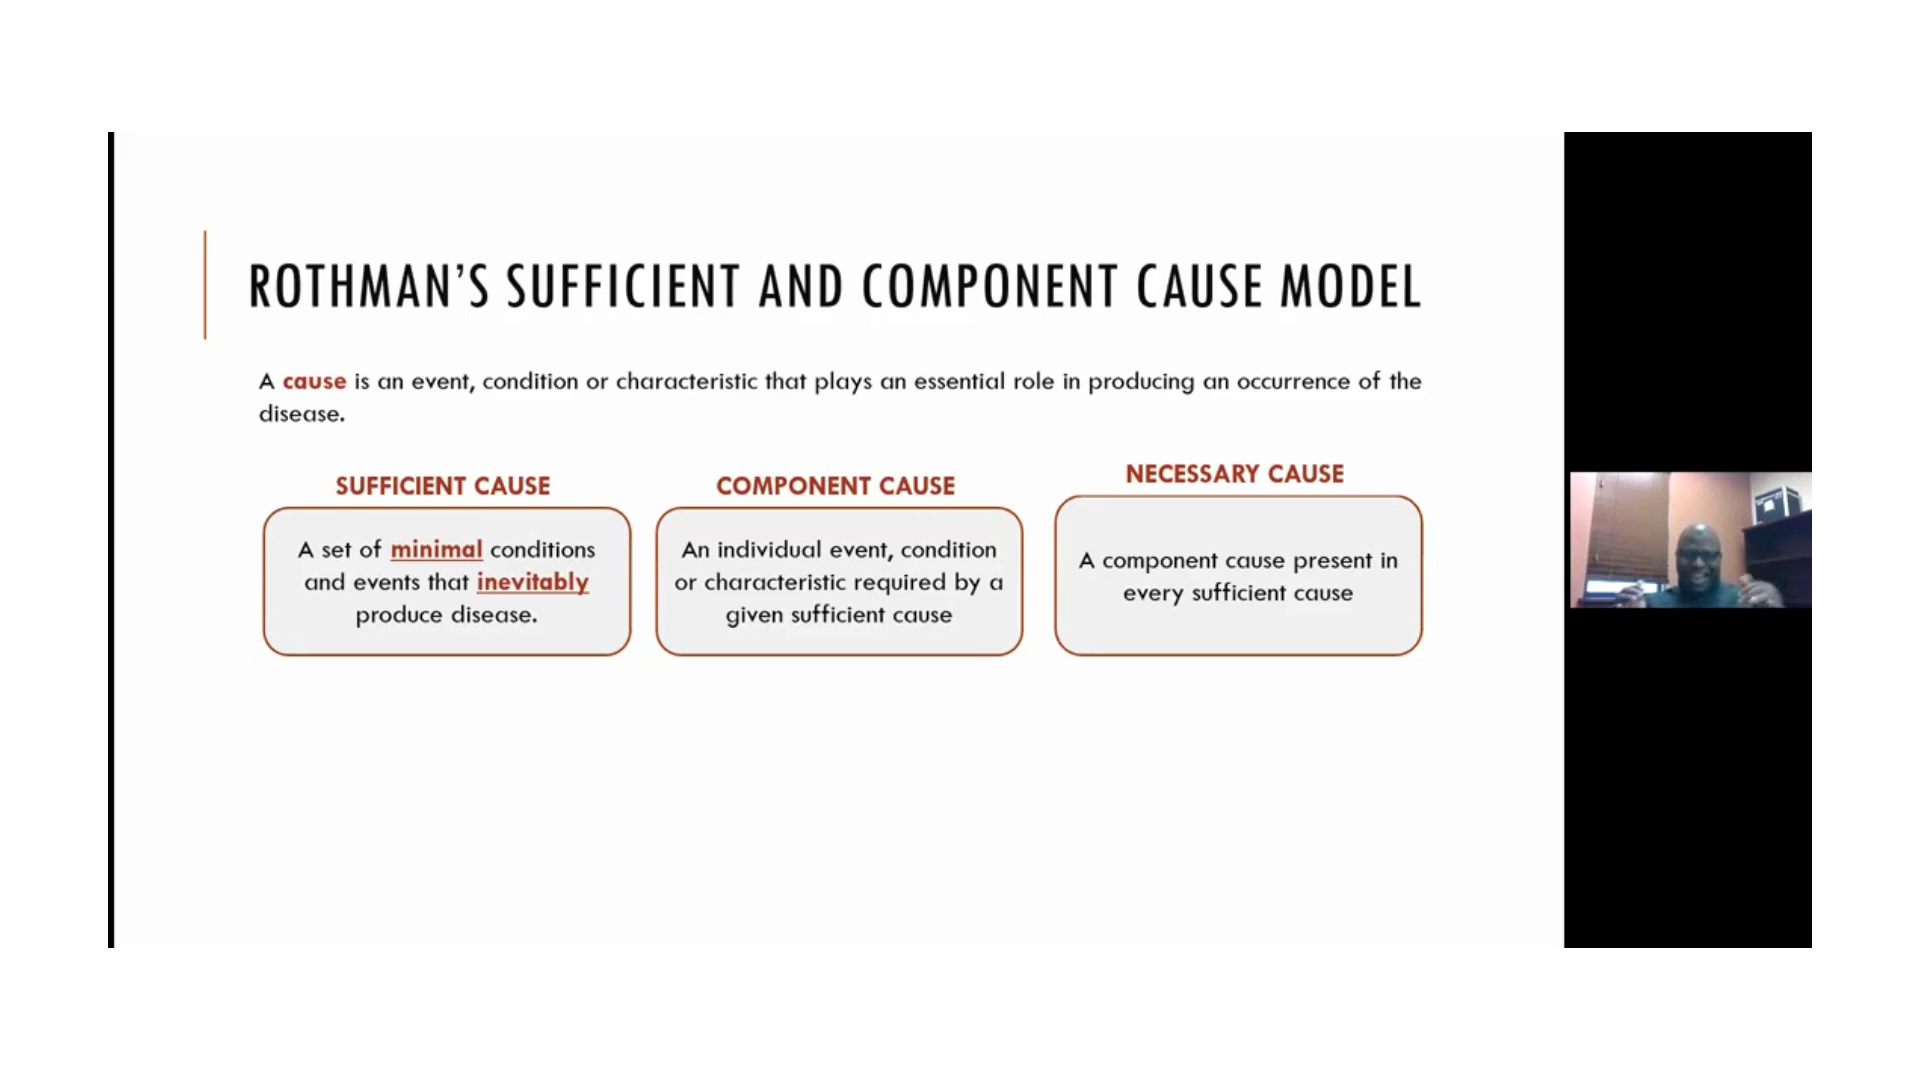 ROTHMAN'S SUFFICIENT AND COMPONENT CAUSE MODEL
A cause is an event, condition or characteristic that plays an essential role in producing an occurrence of the
disease.
SUFFICIENT CAUSE
A set of minimal conditions
and events that inevitably
produce disease.
COMPONENT CAUSE
An individual event, condition
or characteristic required by a
given sufficient cause
NECESSARY CAUSE
A component cause present in
every sufficient cause